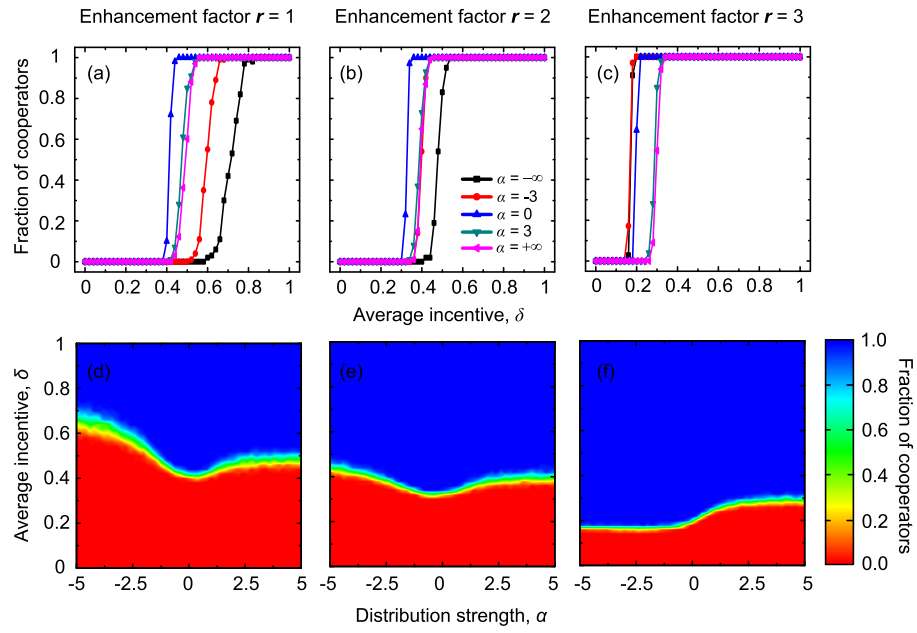 Enhancement factor r = 1 Enhancement factor r = 2 Enhancement factor r = 3
Fraction of cooperators
1
0.8
0.6
0.4
0.2
0
(a) (b) (c)
α = −∞
α = -3
α = 0
α = 3
α = +∞
0 0.2 0.4 0.6 0.8 1 0 0.2 0.4 0.6 0.8 1 0 0.2 0.4 0.6 0.8 1
Average incentive, δ
Average incentive, δ
1
0.8
0.6
0.4
0.2
0
(d) (e) (f)
-5 -2.5 0 2.5 5 -5 -2.5 0 2.5 5 -5 -2.5 0 2.5 5
Distribution strength, α
1.0
0.8
0.6
0.4
0.2
0.0
Fraction of cooperators